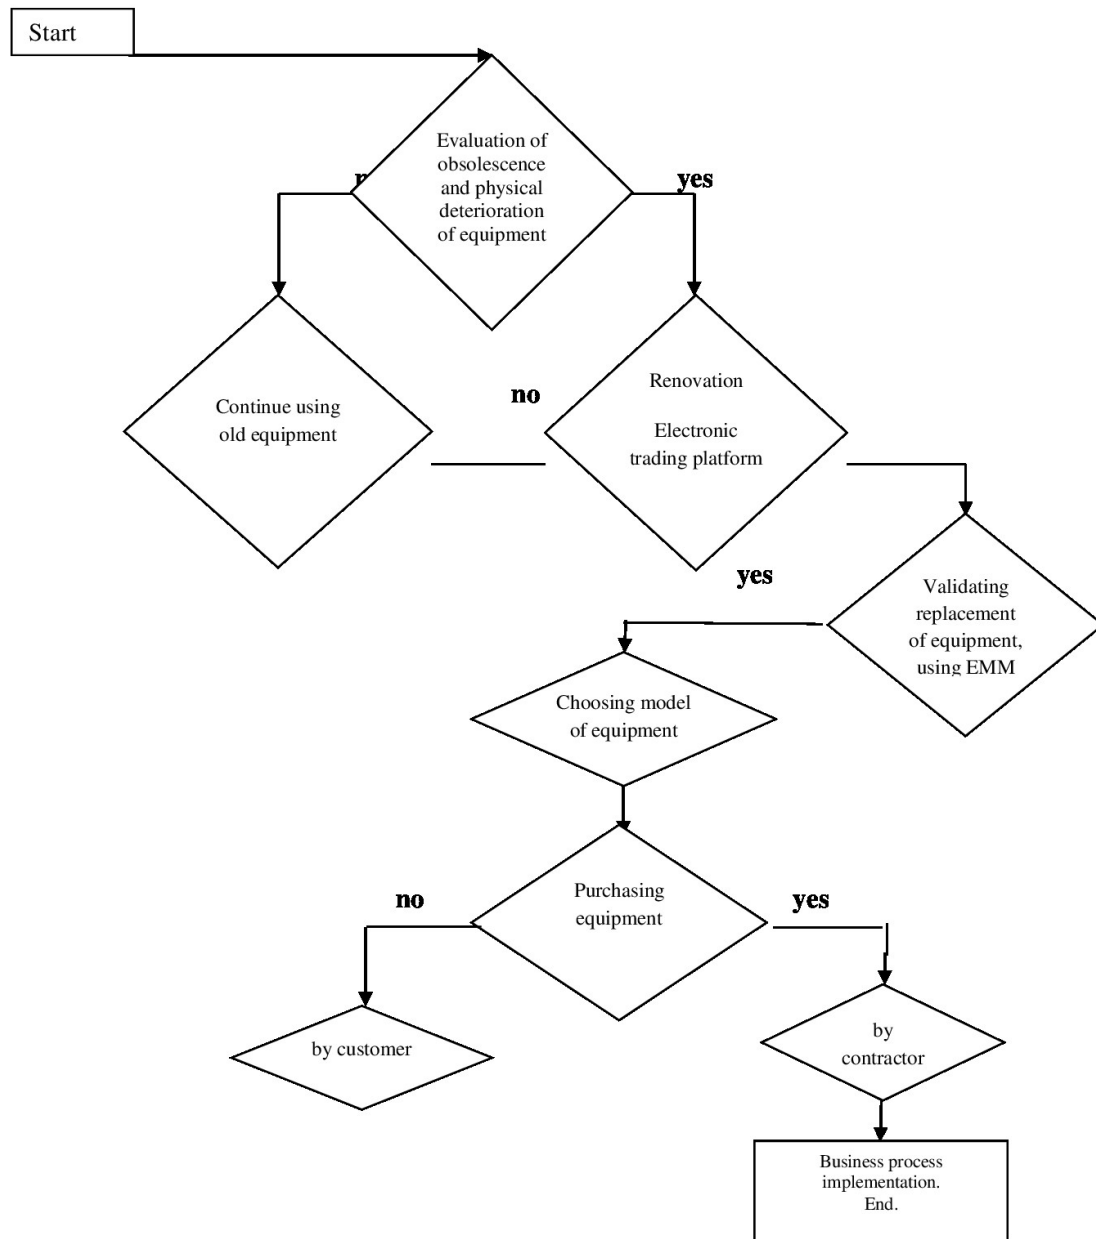 Start
Evaluation of
obsolescence
and physical
deterioration
of equipment
yes
Continue using
old equipment
no
Renovation
Electronic
trading platform
yes
Validating
replacement
of equipment,
using EMM
Choosing model
of equipment
Purchasing
equipment
no
yes
by customer
by
contractor
Business process
implementation.
End.